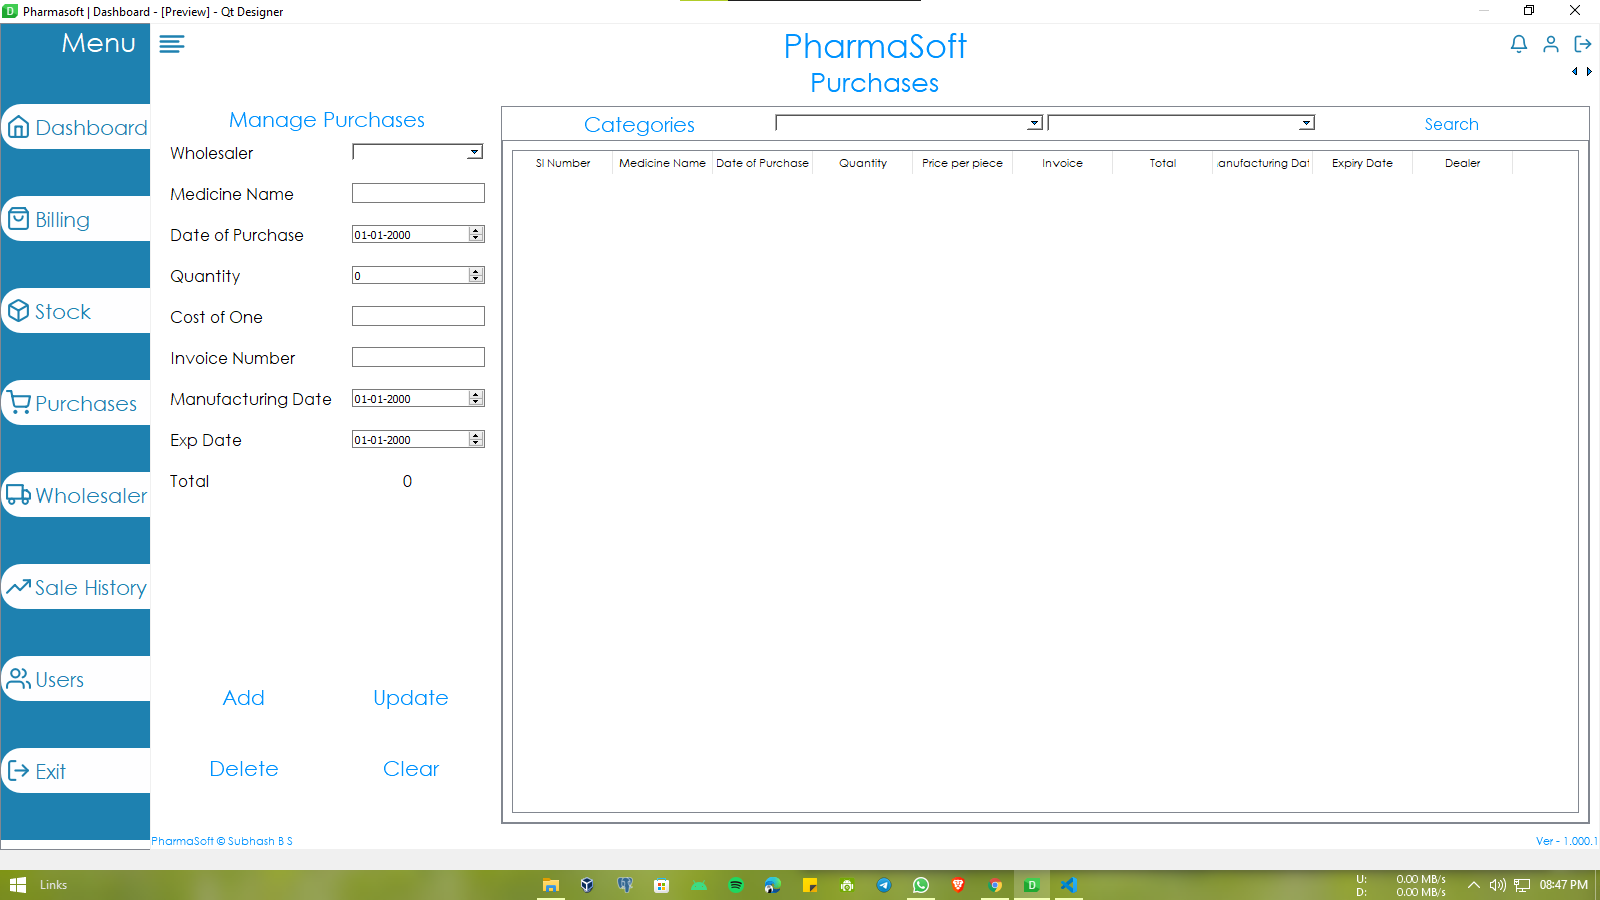 Pharmasoft | Dashboard - [Preview] - Qt Designer
Menu
PharmaSoft
Purchases
Dashboard
Billing
Stock
Purchases
Wholesaler
Sale History
Users
Exit
Manage Purchases
Wholesaler
Medicine Name
Date of Purchase 01-01-2000
Quantity 0
Cost of One
Invoice Number
Manufacturing Date 01-01-2000
Exp Date 01-01-2000
Total 0
Add Update
Delete Clear
Categories Search
Sl Number Medicine Name Date of Purchase Quantity Price per piece Invoice Total anufacturing Dat Expiry Date Dealer
PharmaSoft © Subhash B S
Ver - 1.000.1
Links
U: 0.00 MB/s
D: 0.00 MB/s
08:47 PM